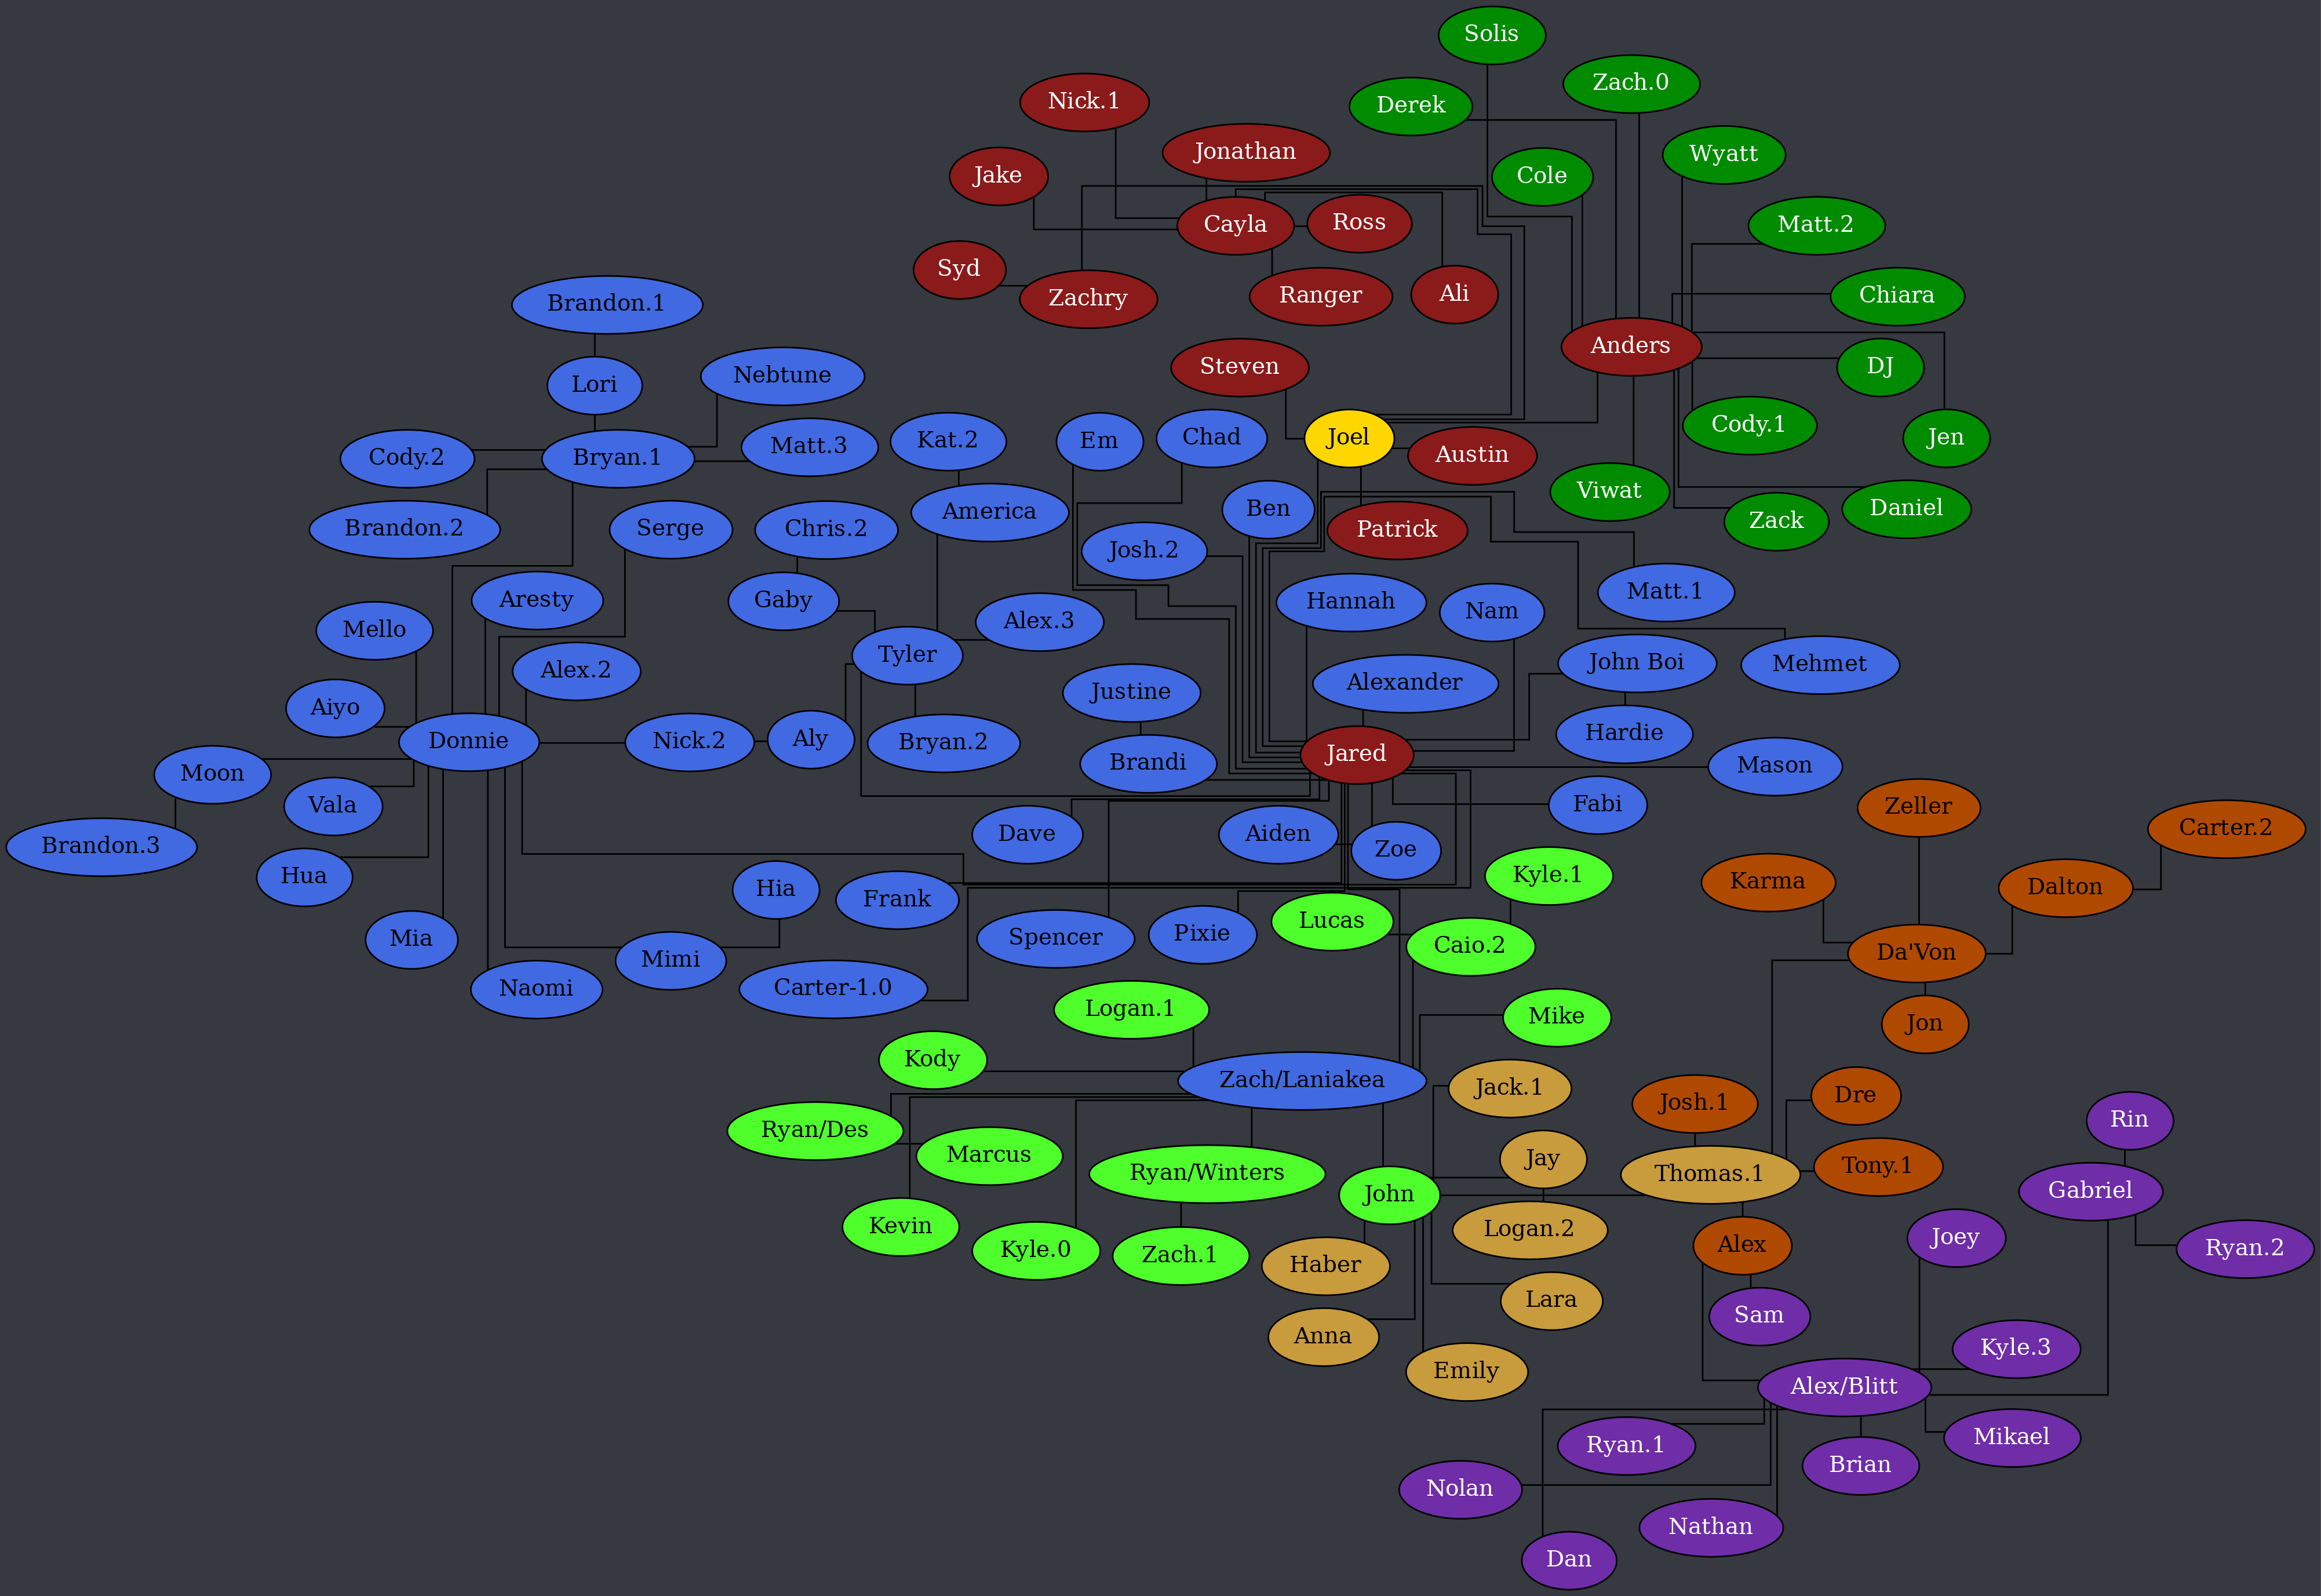 Solis
Zach.0
Nick.1
Derek
Jonathan
Wyatt
Jake
Cole
Cayla
Ross
Matt.2
Syd
Zachry
Ranger
Ali
Chiara
Brandon.1
Anders
Steven
DJ
Lori
Nebtune
Cody.1
Jen
Cody.2
Bryan.1
Matt.3
Kat.2
Em
Chad
Joel
Austin
Viwat
Brandon.2
Serge
Chris.2
America
Ben
Patrick
Zack
Daniel
Josh.2
Mello
Aresty
Gaby
Alex.3
Hannah
Nam
Matt.1
Tyler
Aiyo
Alex.2
Justine
Alexander
John Boi
Mehmet
Donnie
Nick.2
Aly
Bryan.2
Brandi
Jared
Hardie
Moon
Mason
Vala
Dave
Aiden
Zoe
Fabi
Zeller
Carter.2
Brandon.3
Hua
Hia
Frank
Kyle.1
Karma
Dalton
Mia
Mimi
Spencer
Pixie
Lucas
Caio.2
Da'Von
Naomi
Carter-1.0
Logan.1
Mike
Jon
Kody
Zach/Laniakea
Jack.1
Josh.1
Dre
Rin
Ryan/Des
Marcus
Ryan/Winters
John
Jay
Thomas.1
Tony.1
Gabriel
Kevin
Kyle.0
Zach.1
Haber
Logan.2
Alex
Joey
Ryan.2
Anna
Lara
Sam
Emily
Kyle.3
Alex/Blitt
Ryan.1
Mikael
Nolan
Brian
Nathan
Dan